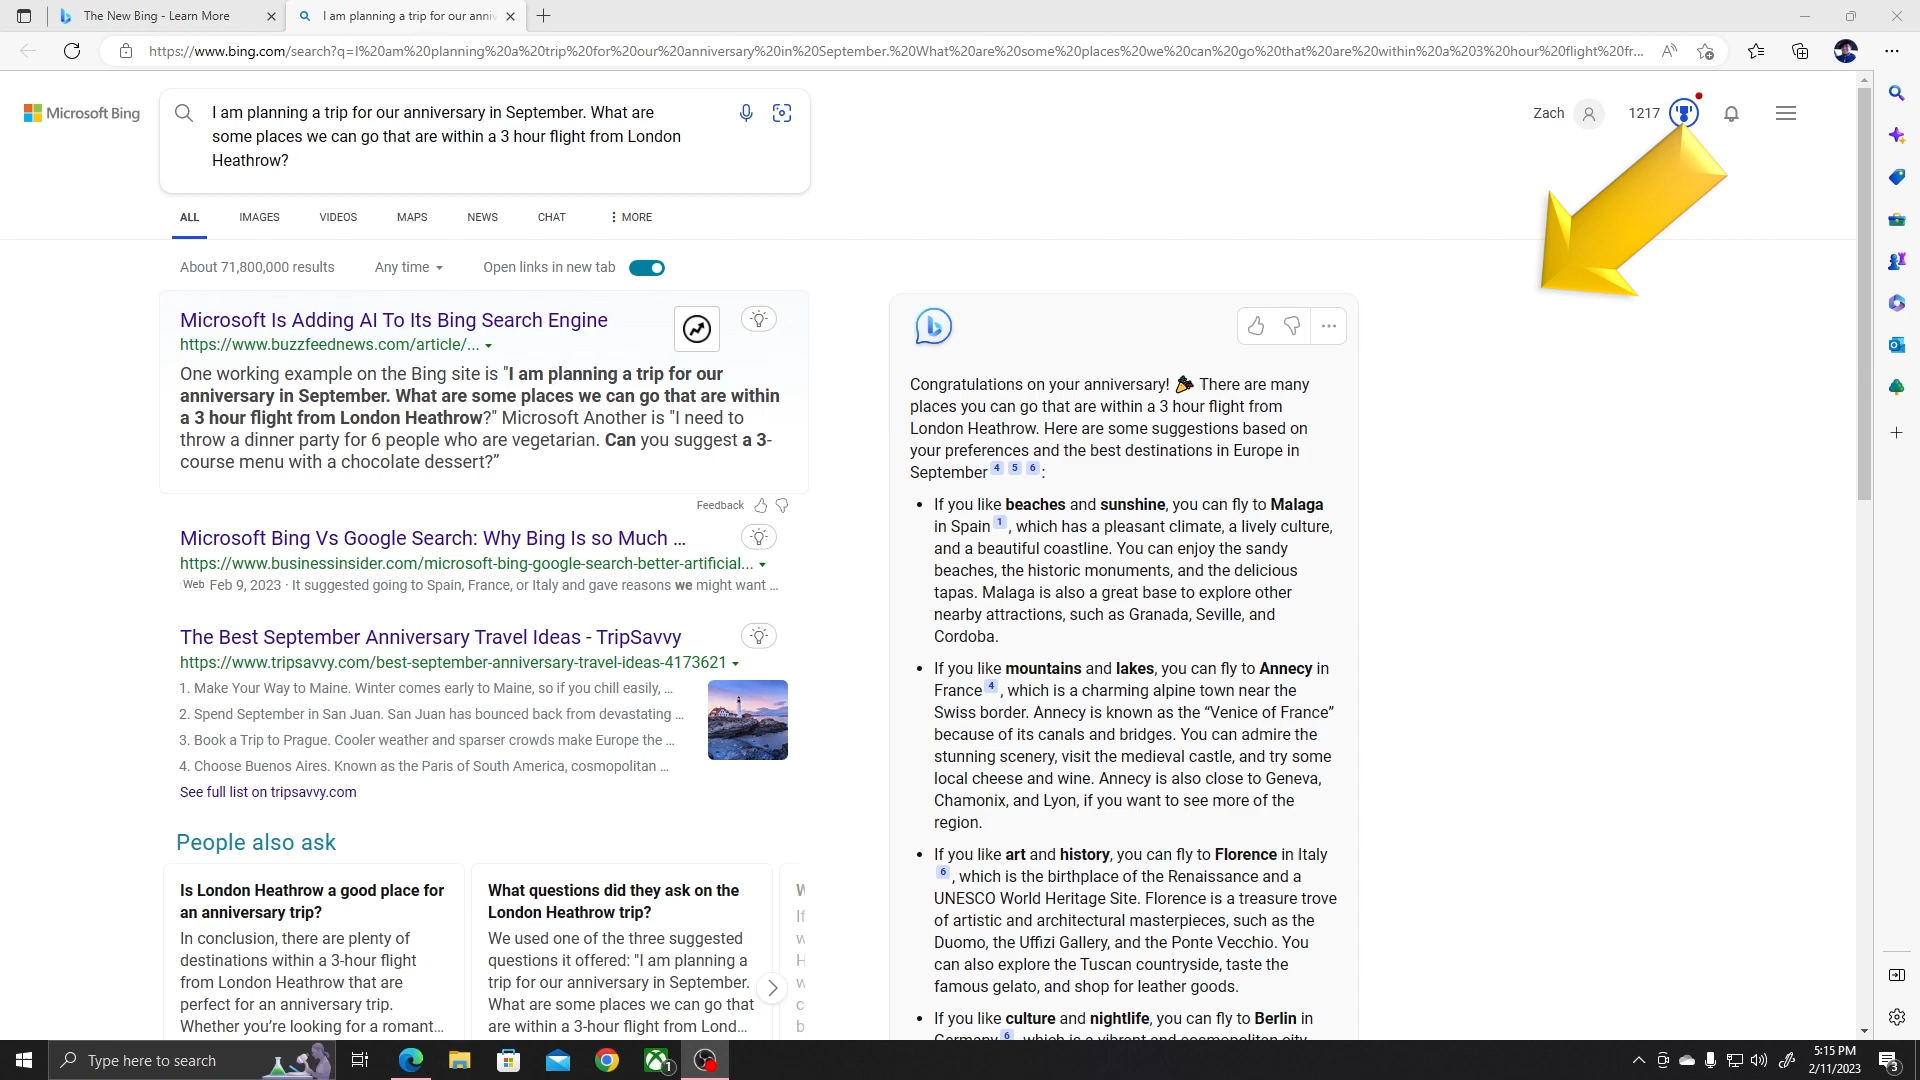 The New Bing - Learn More
I am planning a trip for our anniv
https://www.bing.com/search?q=I%20am%20planning%20a%20trip%20for%20our%20anniversary%20in%20September.%20What%20are%20some%20places%20we%20can%20go%20that%20are%20within%20a%203%20hour%20flight%20fr...
Microsoft Bing
I am planning a trip for our anniversary in September. What are
some places we can go that are within a 3 hour flight from London
Heathrow?
Zach
1217
ALL IMAGES VIDEOS MAPS NEWS CHAT MORE
About 71,800,000 results Any time Open links in new tab
Microsoft Is Adding AI To Its Bing Search Engine
https://www.buzzfeednews.com/article/...
One working example on the Bing site is "I am planning a trip for our
anniversary in September. What are some places we can go that are within
a 3 hour flight from London Heathrow?" Microsoft Another is "I need to
throw a dinner party for 6 people who are vegetarian. Can you suggest a 3-
course menu with a chocolate dessert?”
Feedback
Microsoft Bing Vs Google Search: Why Bing Is so Much ...
https://www.businessinsider.com/microsoft-bing-google-search-better-artificial...
Web Feb 9, 2023 · It suggested going to Spain, France, or Italy and gave reasons we might want ...
The Best September Anniversary Travel Ideas - TripSavvy
https://www.tripsavvy.com/best-september-anniversary-travel-ideas-4173621
1. Make Your Way to Maine. Winter comes early to Maine, so if you chill easily, ...
2. Spend September in San Juan. San Juan has bounced back from devastating ...
3. Book a Trip to Prague. Cooler weather and sparser crowds make Europe the ...
4. Choose Buenos Aires. Known as the Paris of South America, cosmopolitan ...
See full list on tripsavvy.com
People also ask
Is London Heathrow a good place for
an anniversary trip?
In conclusion, there are plenty of
destinations within a 3-hour flight
from London Heathrow that are
perfect for an anniversary trip.
Whether you’re looking for a romant...
What questions did they ask on the
London Heathrow trip?
We used one of the three suggested
questions it offered: "I am planning a
trip for our anniversary in September.
What are some places we can go that
are within a 3-hour flight from Lond...
Congratulations on your anniversary! 🎉 There are many
places you can go that are within a 3 hour flight from
London Heathrow. Here are some suggestions based on
your preferences and the best destinations in Europe in
September 4 5 6 :
• If you like beaches and sunshine, you can fly to Malaga
in Spain 1 , which has a pleasant climate, a lively culture,
and a beautiful coastline. You can enjoy the sandy
beaches, the historic monuments, and the delicious
tapas. Malaga is also a great base to explore other
nearby attractions, such as Granada, Seville, and
Cordoba.
• If you like mountains and lakes, you can fly to Annecy in
France 4 , which is a charming alpine town near the
Swiss border. Annecy is known as the “Venice of France”
because of its canals and bridges. You can admire the
stunning scenery, visit the medieval castle, and try some
local cheese and wine. Annecy is also close to Geneva,
Chamonix, and Lyon, if you want to see more of the
region.
• If you like art and history, you can fly to Florence in Italy
6 , which is the birthplace of the Renaissance and a
UNESCO World Heritage Site. Florence is a treasure trove
of artistic and architectural masterpieces, such as the
Duomo, the Uffizi Gallery, and the Ponte Vecchio. You
can also explore the Tuscan countryside, taste the
famous gelato, and shop for leather goods.
• If you like culture and nightlife, you can fly to Berlin in
Germany 6 , which is a vibrant and cosmopolitan city
Type here to search
1
5:15 PM
2/11/2023
3